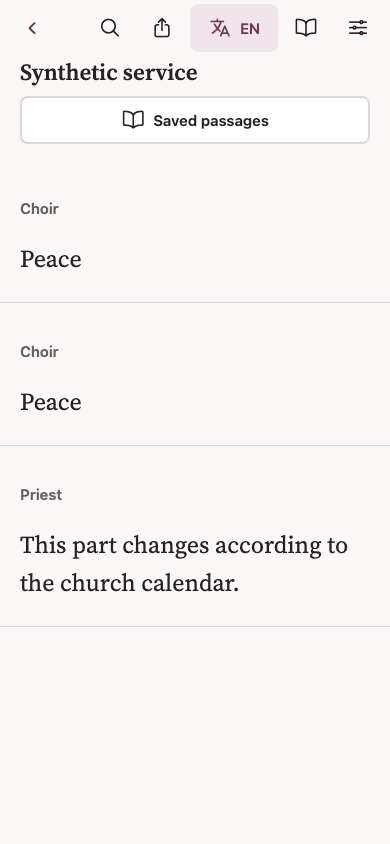 EN
Synthetic service
Saved passages
Choir
Peace
Choir
Peace
Priest
This part changes according to
the church calendar.